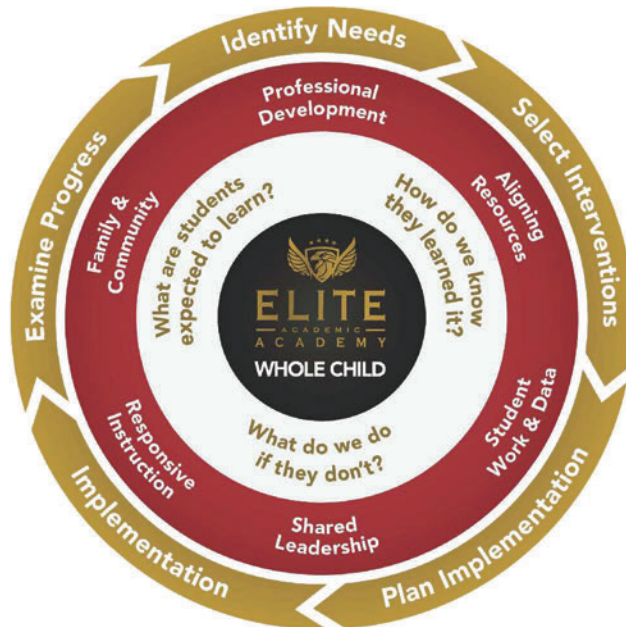 Identify Needs
Select Interventions
Plan Implementation
Implementation
Examine Progress
Professional
Development
Aligning
Resources
Student
Work & Data
Shared
Leadership
Responsive
Instruction
Family &
Community
What are students
expected to learn?
How do we know
they learned it?
What do we do
if they don't?
ELITE
ACADEMIC
ACADEMY
WHOLE CHILD